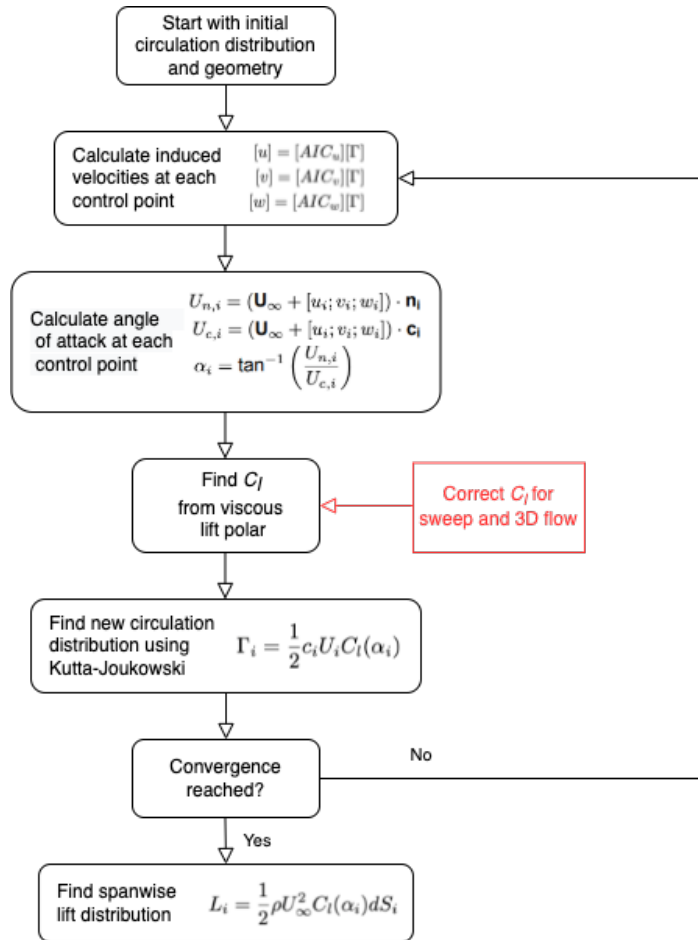 Start with initial
circulation distribution
and geometry
Calculate induced
velocities at each
control point
[u] = [AIC_u][Γ]
[v] = [AIC_v][Γ]
[w] = [AIC_w][Γ]
Calculate angle
of attack at each
control point
U_{n,i} = (U_∞ + [u_i; v_i; w_i]) · n_i
U_{c,i} = (U_∞ + [u_i; v_i; w_i]) · c_i
α_i = tan⁻¹ (U_{n,i} / U_{c,i})
Find C_l
from viscous
lift polar
Correct C_l for
sweep and 3D flow
Find new circulation
distribution using
Kutta-Joukowski
Γ_i = 1/2 c_i U_i C_l(α_i)
Convergence
reached?
No
Yes
Find spanwise
lift distribution
L_i = 1/2 ρU_∞^2 C_l(α_i)dS_i